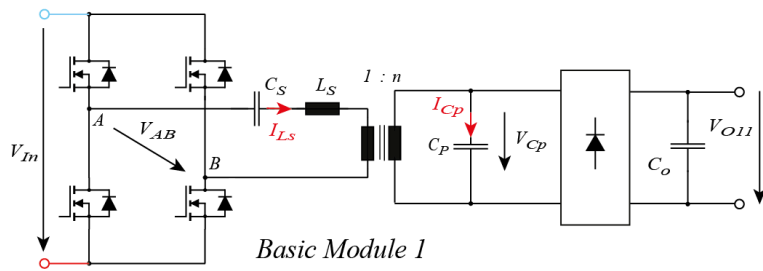 1 : n
C_S
L_S
I_Cp
A
V_AB
I_Ls
V_Cp
V_O11
V_In
B
C_P
C_o
Basic Module 1